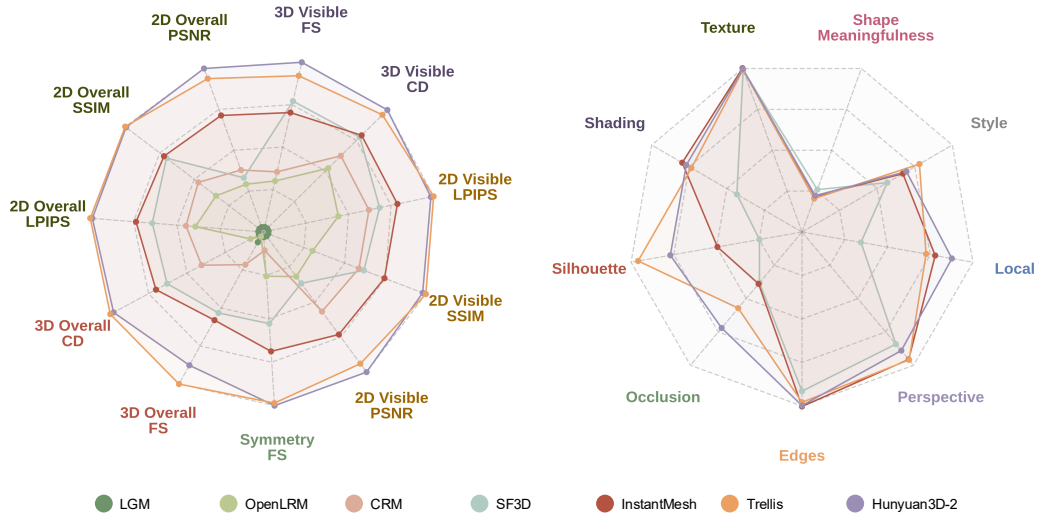 3D Visible
FS
2D Overall
PSNR
3D Visible
CD
2D Overall
SSIM
2D Visible
LPIPS
2D Overall
LPIPS
2D Visible
SSIM
3D Overall
CD
2D Visible
PSNR
3D Overall
FS
Symmetry
FS
Texture
Shape
Meaningfulness
Shading
Style
Silhouette
Local
Occlusion
Perspective
Edges
LGM
OpenLRM
CRM
SF3D
InstantMesh
Trellis
Hunyuan3D-2